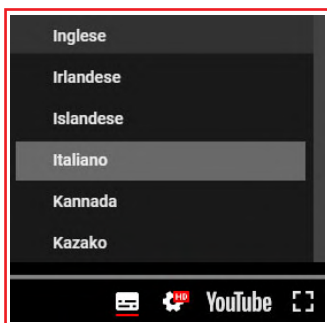 Inglese
Irlandese
Islandese
Italiano
Kannada
Kazako
HD YouTube